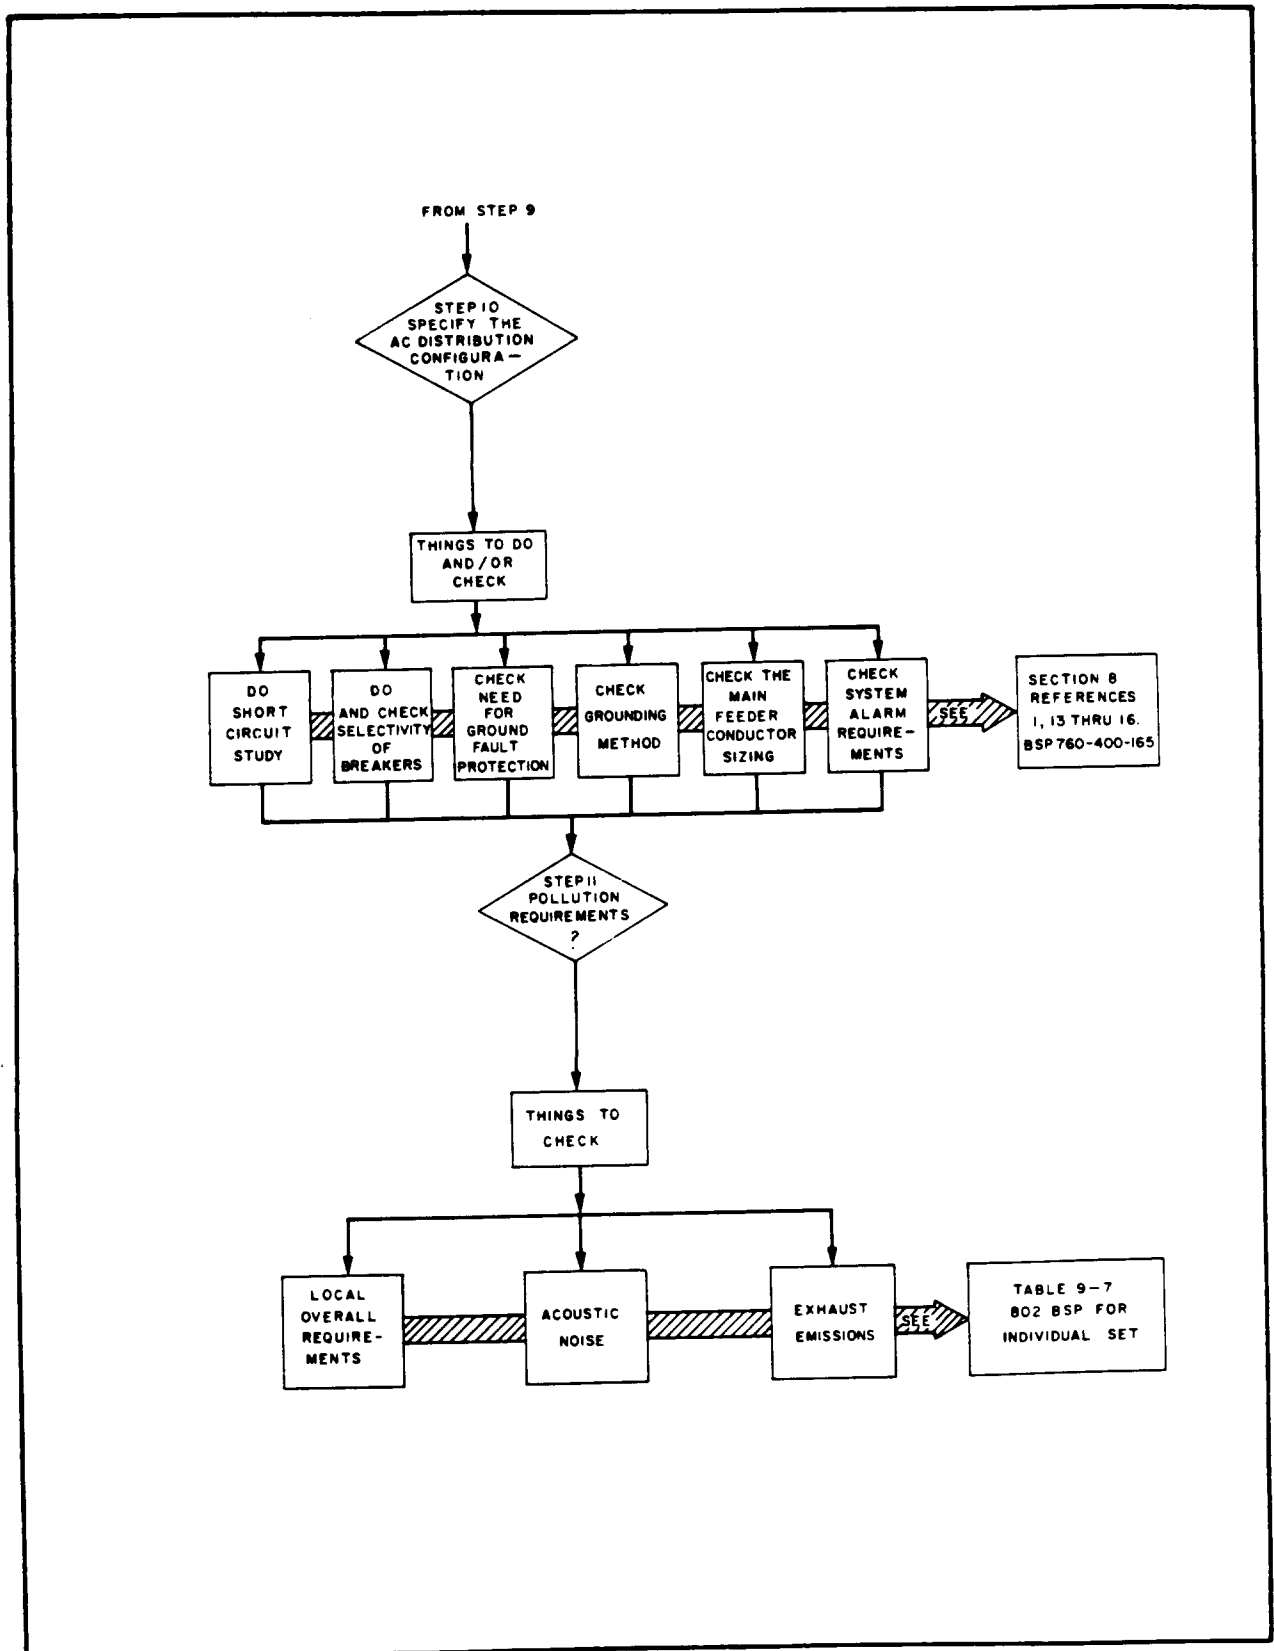 FROM STEP 9
STEP 10
SPECIFY THE
AC DISTRIBUTION
CONFIGURA-
TION
THINGS TO DO
AND/OR
CHECK
DO
SHORT
CIRCUIT
STUDY
DO
AND CHECK
SELECTIVITY
OF
BREAKERS
CHECK
NEED
FOR
GROUND
FAULT
PROTECTION
CHECK
GROUNDING
METHOD
CHECK THE
MAIN
FEEDER
CONDUCTOR
SIZING
CHECK
SYSTEM
ALARM
REQUIRE-
MENTS
SEE
SECTION 8
REFERENCES
1, 13 THRU 16.
BSP 760-400-165
STEP 11
POLLUTION
REQUIREMENTS
?
THINGS TO
CHECK
LOCAL
OVERALL
REQUIRE-
MENTS
ACOUSTIC
NOISE
EXHAUST
EMISSIONS
SEE
TABLE 9-7
802 BSP FOR
INDIVIDUAL SET